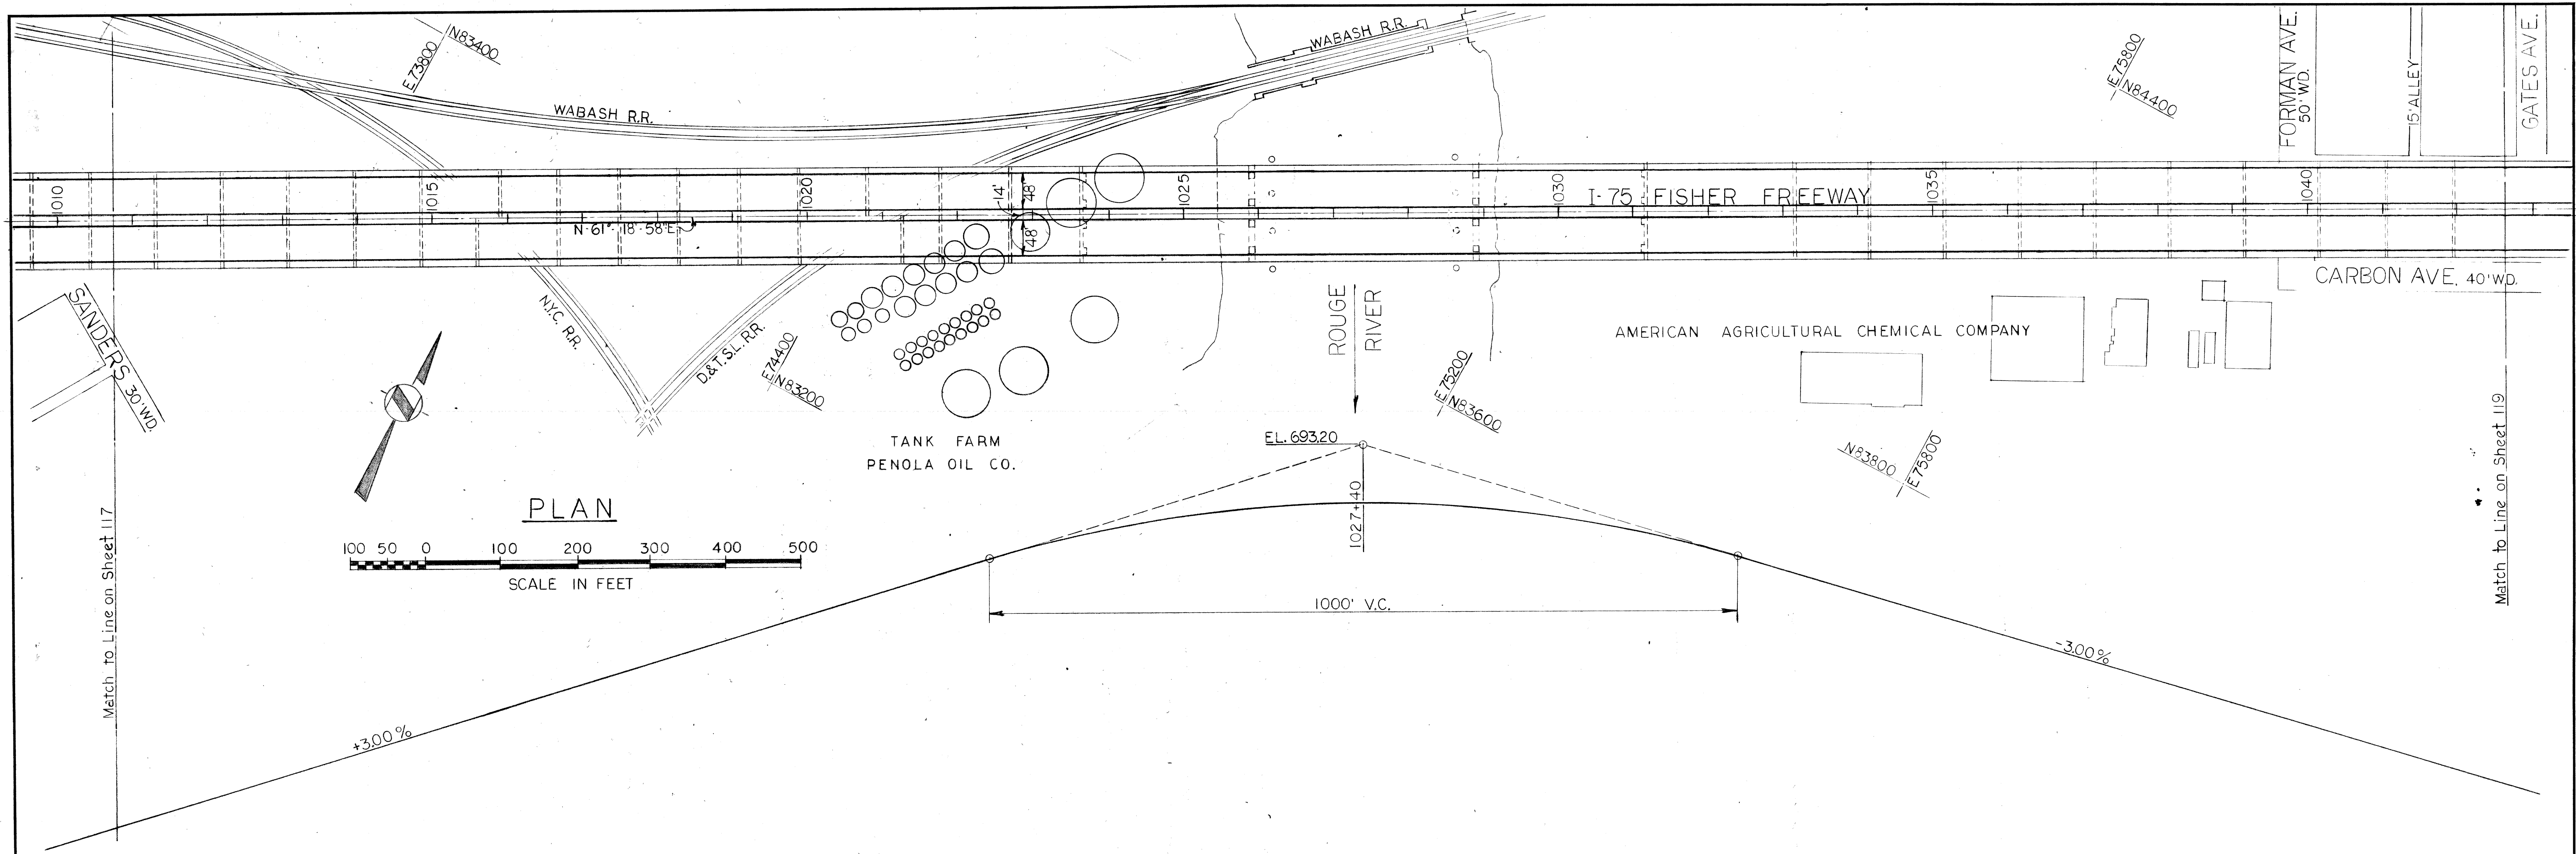 N83400
E73800
WABASH R.R.
WABASH R.R.
E75800
N84400
FORMAN AVE.
50' WD.
15' ALLEY
GATES AVE.
1010
1015
1020
14'
48'
48'
1025
1030
I-75 FISHER FREEWAY
1035
1040
N-61°-18'-58"E
SANDERS 30' WD.
N.Y.C. R.R.
D.&T.S.L. R.R.
E74400
N83200
ROUGE
RIVER
CARBON AVE. 40' WD.
AMERICAN AGRICULTURAL CHEMICAL COMPANY
E75200
N83600
TANK FARM
PENOLA OIL CO.
EL. 693.20
1027+40
N83800
E75800
Match to Line on Sheet 117
Match to Line on Sheet 119
PLAN
100 50 0 100 200 300 400 500
SCALE IN FEET
1000' V.C.
+3.00%
-3.00%